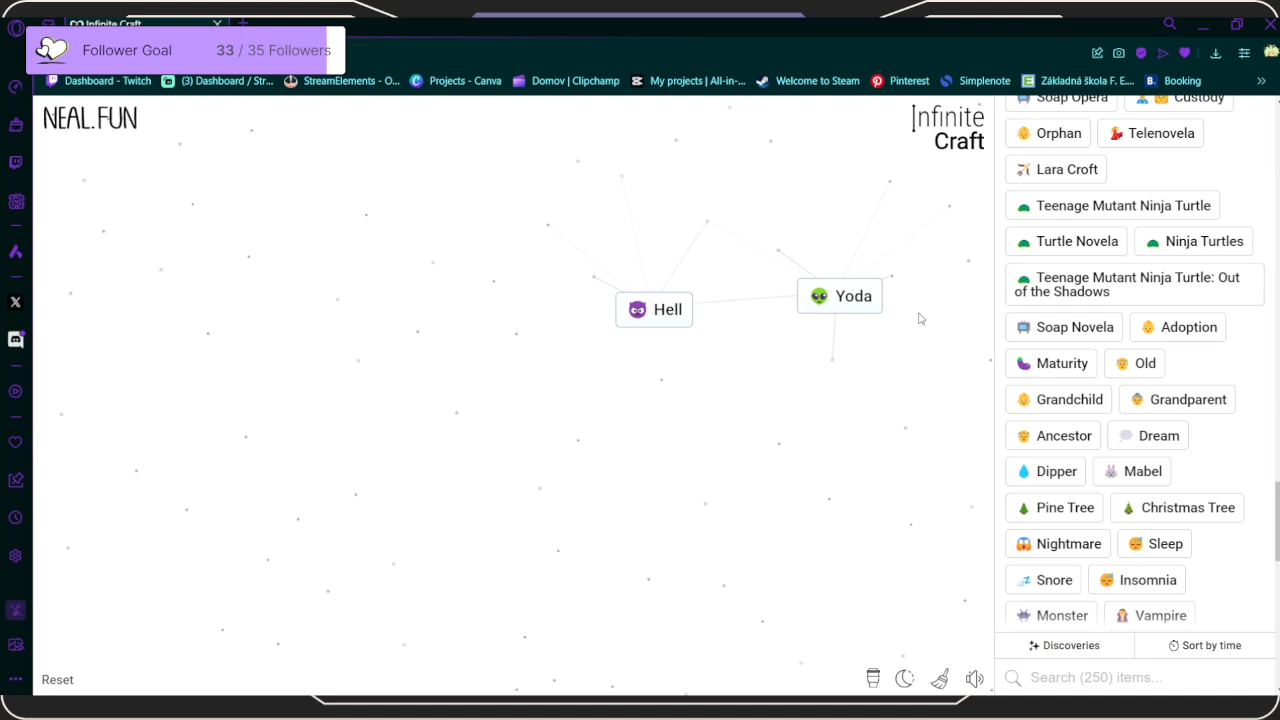 Infinite Craft
Follower Goal 33 / 35 Followers
Dashboard - Twitch
(3) Dashboard / Str...
StreamElements - O...
Projects - Canva
Domov | Clipchamp
My projects | All-in-...
Welcome to Steam
Pinterest
Simplenote
Základná škola F. E...
Booking
NEAL.FUN
Infinite
Craft
Hell
Yoda
Soap Opera
Custody
Orphan
Telenovela
Lara Croft
Teenage Mutant Ninja Turtle
Turtle Novela
Ninja Turtles
Teenage Mutant Ninja Turtle: Out
of the Shadows
Soap Novela
Adoption
Maturity
Old
Grandchild
Grandparent
Ancestor
Dream
Dipper
Mabel
Pine Tree
Christmas Tree
Nightmare
Sleep
Snore
Insomnia
Monster
Vampire
Discoveries
Sort by time
Search (250) items...
Reset